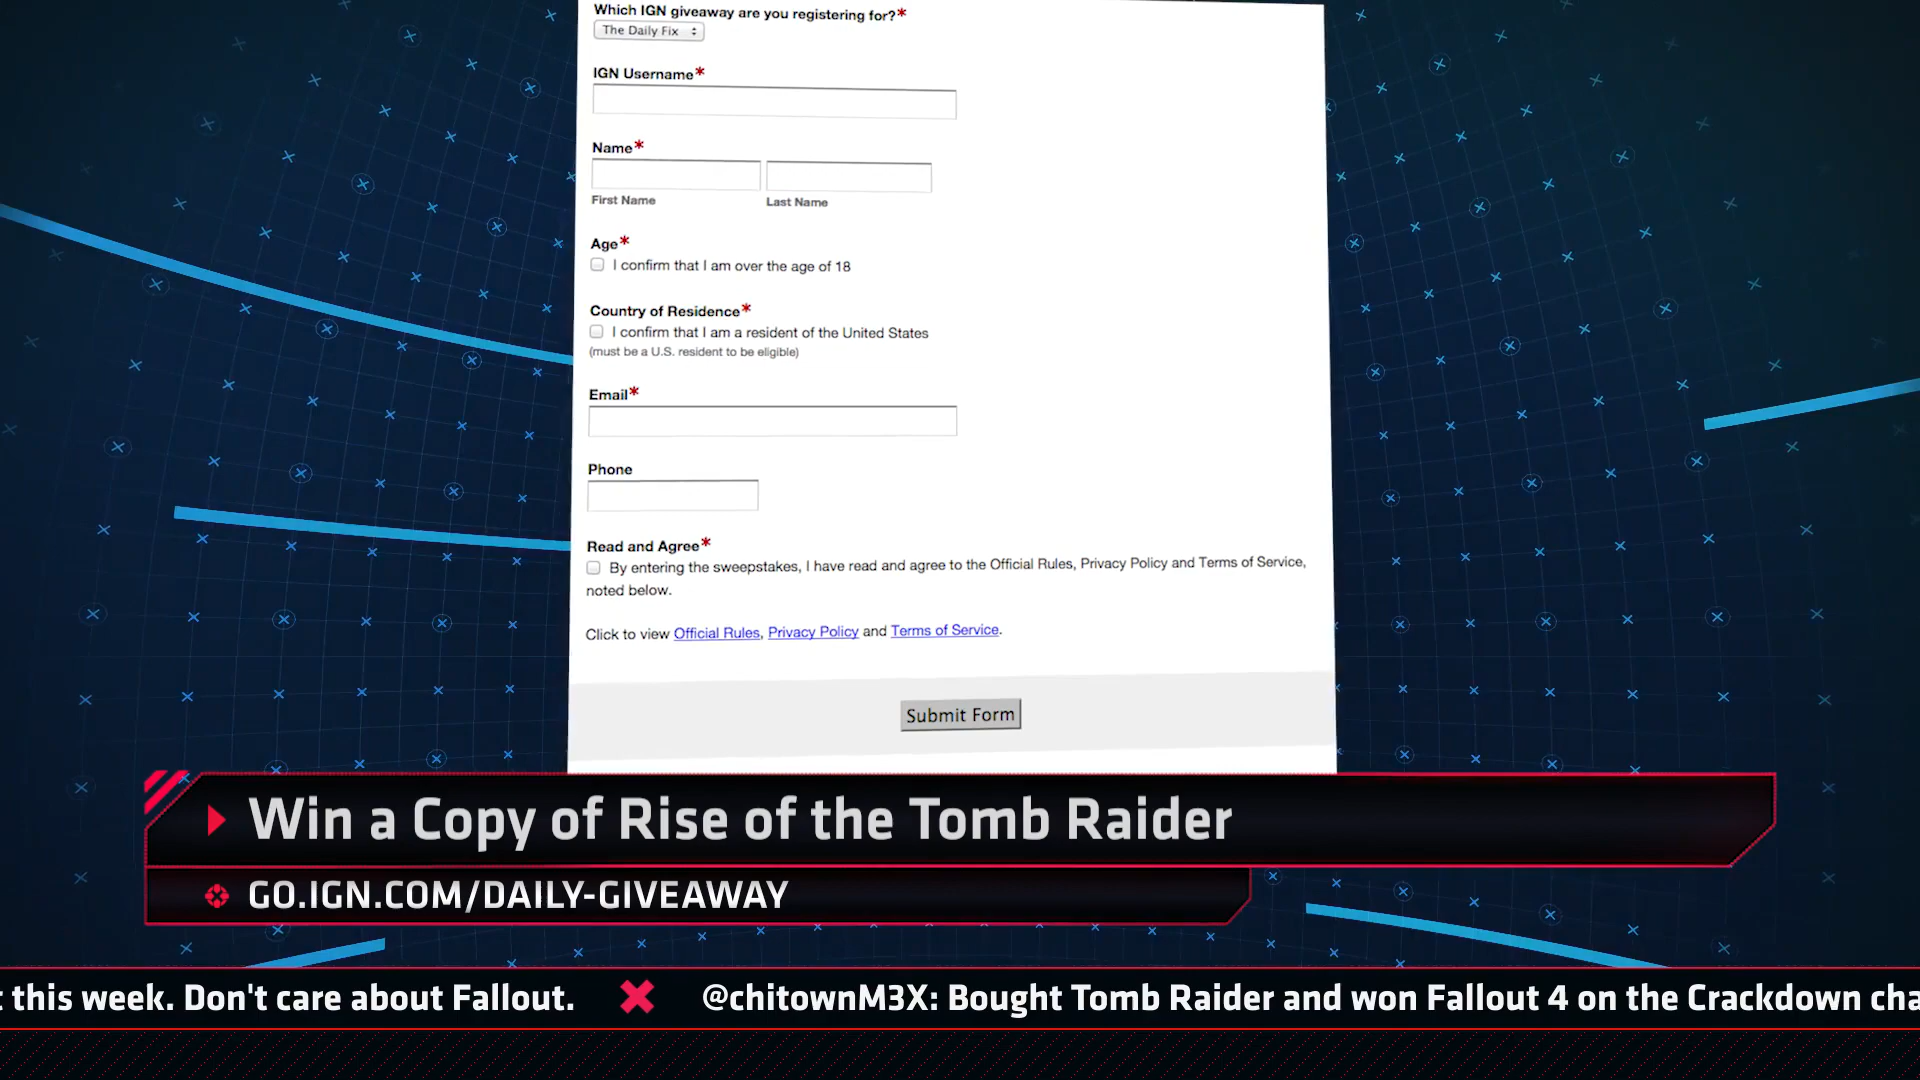 Which IGN giveaway are you registering for?*
The Daily Fix
IGN Username*
Name*
First Name Last Name
Age*
I confirm that I am over the age of 18
Country of Residence*
I confirm that I am a resident of the United States
(must be a U.S. resident to be eligible)
Email*
Phone
Read and Agree*
By entering the sweepstakes, I have read and agree to the Official Rules, Privacy Policy and Terms of Service,
noted below.
Click to view Official Rules, Privacy Policy and Terms of Service.
Submit Form
Win a Copy of Rise of the Tomb Raider
GO.IGN.COM/DAILY-GIVEAWAY
this week. Don't care about Fallout. @chitownM3X: Bought Tomb Raider and won Fallout 4 on the Crackdown cha